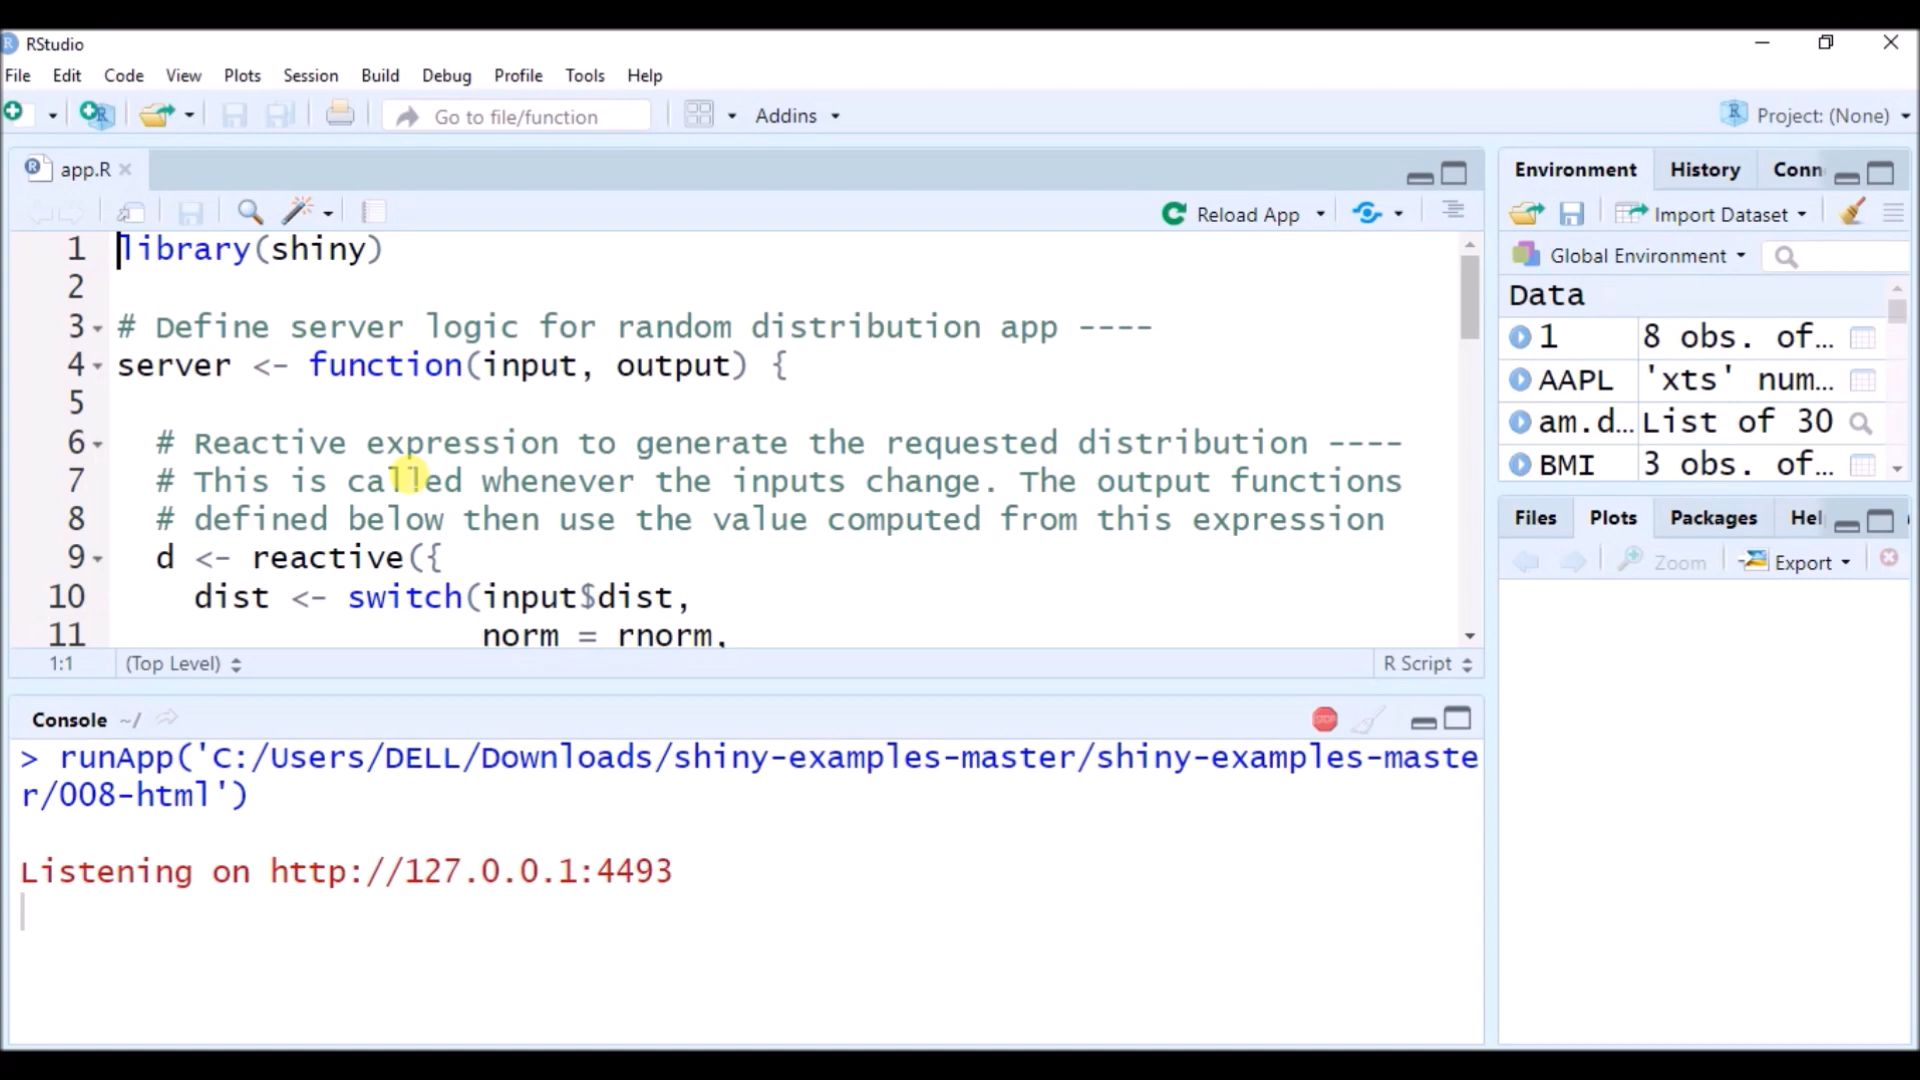 RStudio
File Edit Code View Plots Session Build Debug Profile Tools Help
Go to file/function Addins Project: (None)
app.R
Reload App
1 library(shiny)
2
3 # Define server logic for random distribution app ----
4 server <- function(input, output) {
5
6 # Reactive expression to generate the requested distribution ----
7 # This is called whenever the inputs change. The output functions
8 # defined below then use the value computed from this expression
9 d <- reactive({
10 dist <- switch(input$dist,
11 norm = rnorm,
1:1 (Top Level) R Script
Console ~/
STOP
> runApp('C:/Users/DELL/Downloads/shiny-examples-master/shiny-examples-maste
r/008-html')
Listening on http://127.0.0.1:4493
Environment History Conn
Import Dataset
Global Environment
Data
1 8 obs. of…
AAPL 'xts' num…
am.d… List of 30
BMI 3 obs. of…
Files Plots Packages Hel
Zoom Export